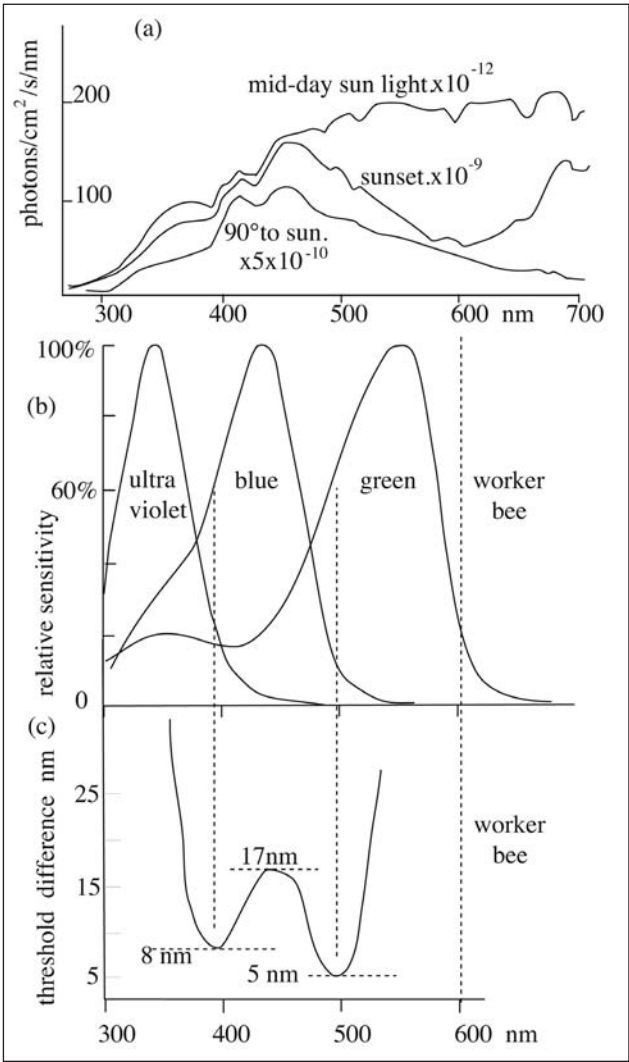 (a)
photons/cm²/s/nm
200
100
mid-day sun light.x10⁻¹²
sunset.x10⁻⁹
90° to sun.
x5x10⁻¹⁰
300
400
500
600
nm
700
(b)
relative sensitivity
100%
60%
0
ultra
violet
blue
green
worker
bee
(c)
threshold difference nm
25
15
5
17nm
8 nm
5 nm
worker
bee
300
400
500
600
nm